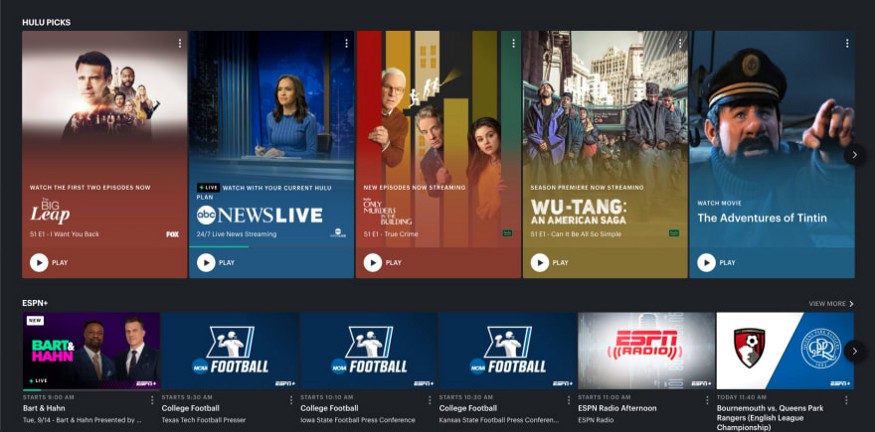 HULU PICKS
WATCH THE FIRST TWO EPISODES NOW
THE
BIG
Leap
S1 E1 - I Want You Back
FOX
PLAY
LIVE WATCH WITH YOUR CURRENT HULU
PLAN
abc NEWS LIVE
24/7 Live News Streaming
PLAY
NEW EPISODES NOW STREAMING
ONLY
MURDERS
IN THE
BUILDING
S1 E1 - True Crime
PLAY
SEASON PREMIERE NOW STREAMING
WU-TANG:
AN AMERICAN SAGA
S1 E1 - Can It Be All So Simple
PLAY
WATCH MOVIE
The Adventures of Tintin
PLAY
ESPN+
VIEW MORE
NEW
BART&
HAHN
LIVE
ESPN+
STARTS 9:00 AM
Bart & Hahn
Tue, 9/14 - Bart & Hahn Presented by ...
NCAA FOOTBALL
ESPN+
STARTS 9:30 AM
College Football
Texas Tech Football Presser
NCAA FOOTBALL
ESPN+
STARTS 10:10 AM
College Football
Iowa State Football Press Conference
NCAA FOOTBALL
ESPN+
STARTS 10:30 AM
College Football
Kansas State Football Press Conferen...
ESPN
RADIO
ESPN+
STARTS 11:00 AM
ESPN Radio Afternoon
ESPN Radio
ESPN+
TODAY 11:40 AM
Bournemouth vs. Queens Park
Rangers (English League
Championship)